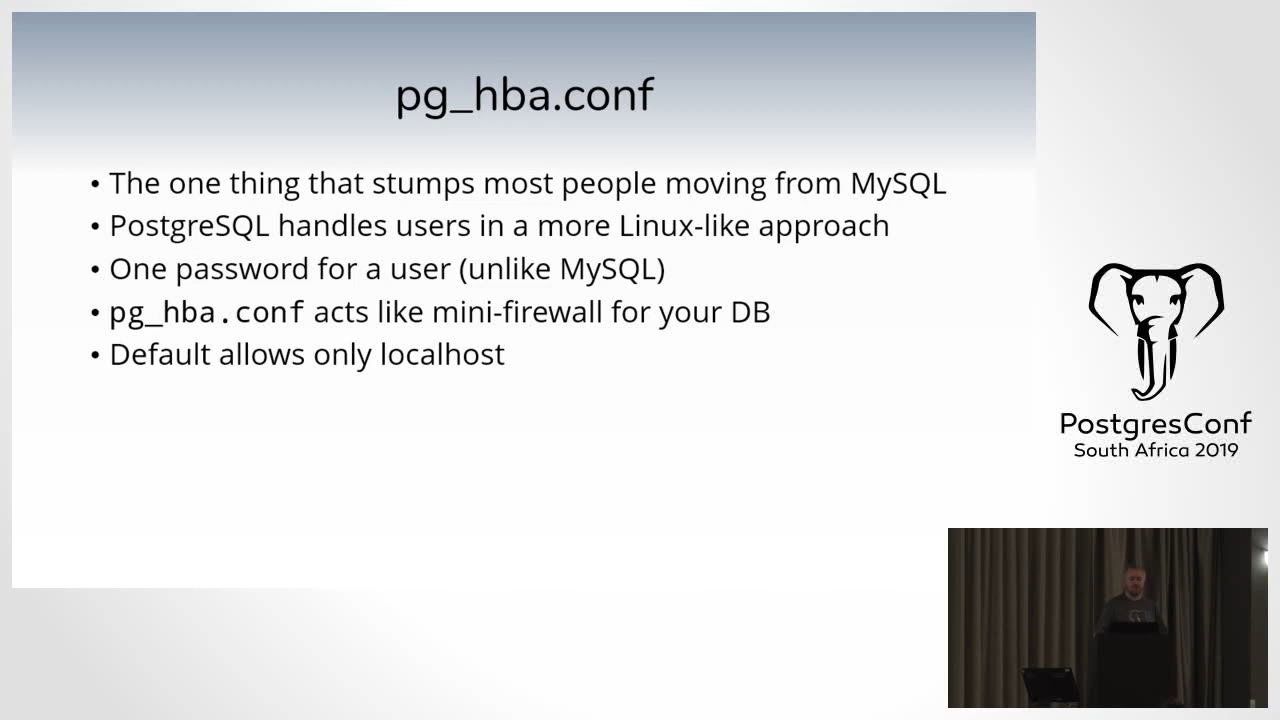 pg_hba.conf
• The one thing that stumps most people moving from MySQL
• PostgreSQL handles users in a more Linux-like approach
• One password for a user (unlike MySQL)
• pg_hba.conf acts like mini-firewall for your DB
• Default allows only localhost
PostgresConf
South Africa 2019